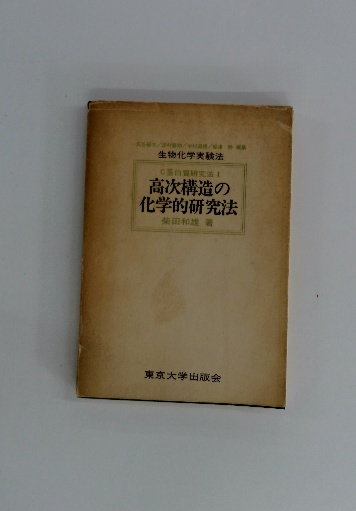 生物化学実験法
C蛋白質研究法 I
高次構造の
化学的研究法
柴田和雄 著
東京大学出版会